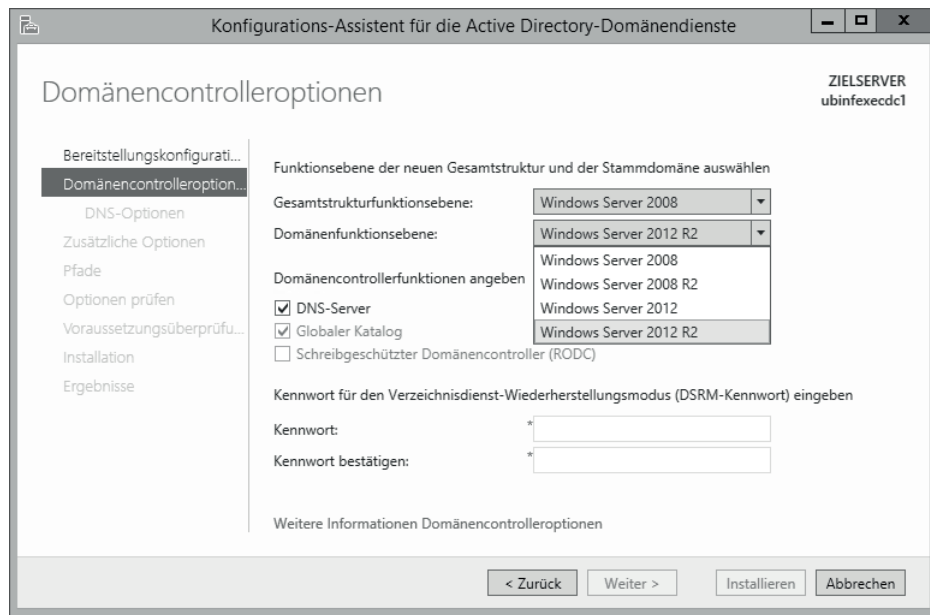 Konfigurations-Assistent für die Active Directory-Domänendienste
Domänencontrolleroptionen
ZIELSERVER
ubinfexecdc1
Bereitstellungskonfigurati...
Domänencontrolleroption...
DNS-Optionen
Zusätzliche Optionen
Pfade
Optionen prüfen
Voraussetzungsüberprüfu...
Installation
Ergebnisse
Funktionsebene der neuen Gesamtstruktur und der Stammdomäne auswählen
Gesamtstrukturfunktionsebene: Windows Server 2008
Domänenfunktionsebene: Windows Server 2012 R2
Windows Server 2008
Windows Server 2008 R2
Windows Server 2012
Windows Server 2012 R2
Domänencontrollerfunktionen angeben
DNS-Server
Globaler Katalog
Schreibgeschützter Domänencontroller (RODC)
Kennwort für den Verzeichnisdienst-Wiederherstellungsmodus (DSRM-Kennwort) eingeben
Kennwort: *
Kennwort bestätigen: *
Weitere Informationen Domänencontrolleroptionen
< Zurück Weiter > Installieren Abbrechen